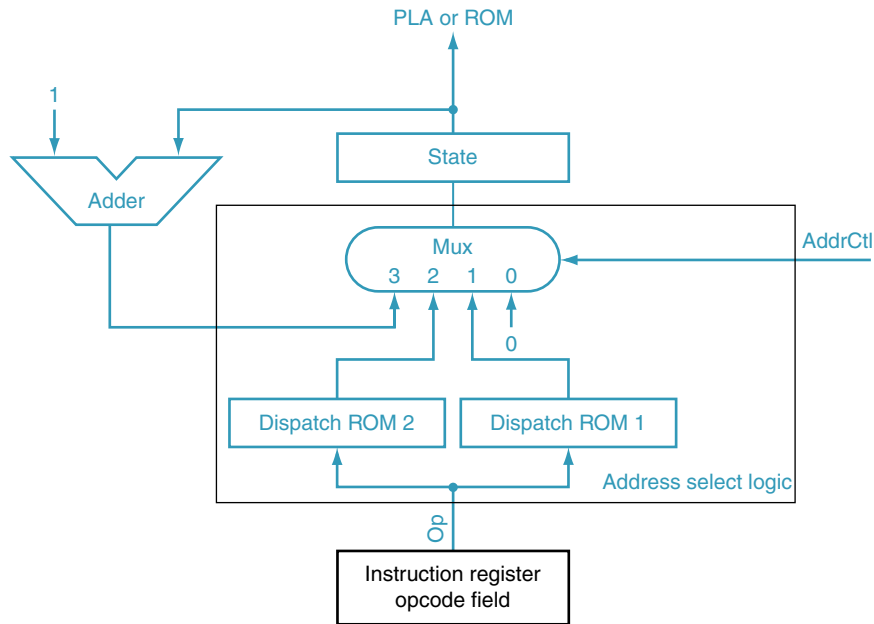 PLA or ROM
1
State
Adder
Mux
AddrCtl
3 2 1 0
0
Dispatch ROM 2
Dispatch ROM 1
Address select logic
Op
Instruction register
opcode field